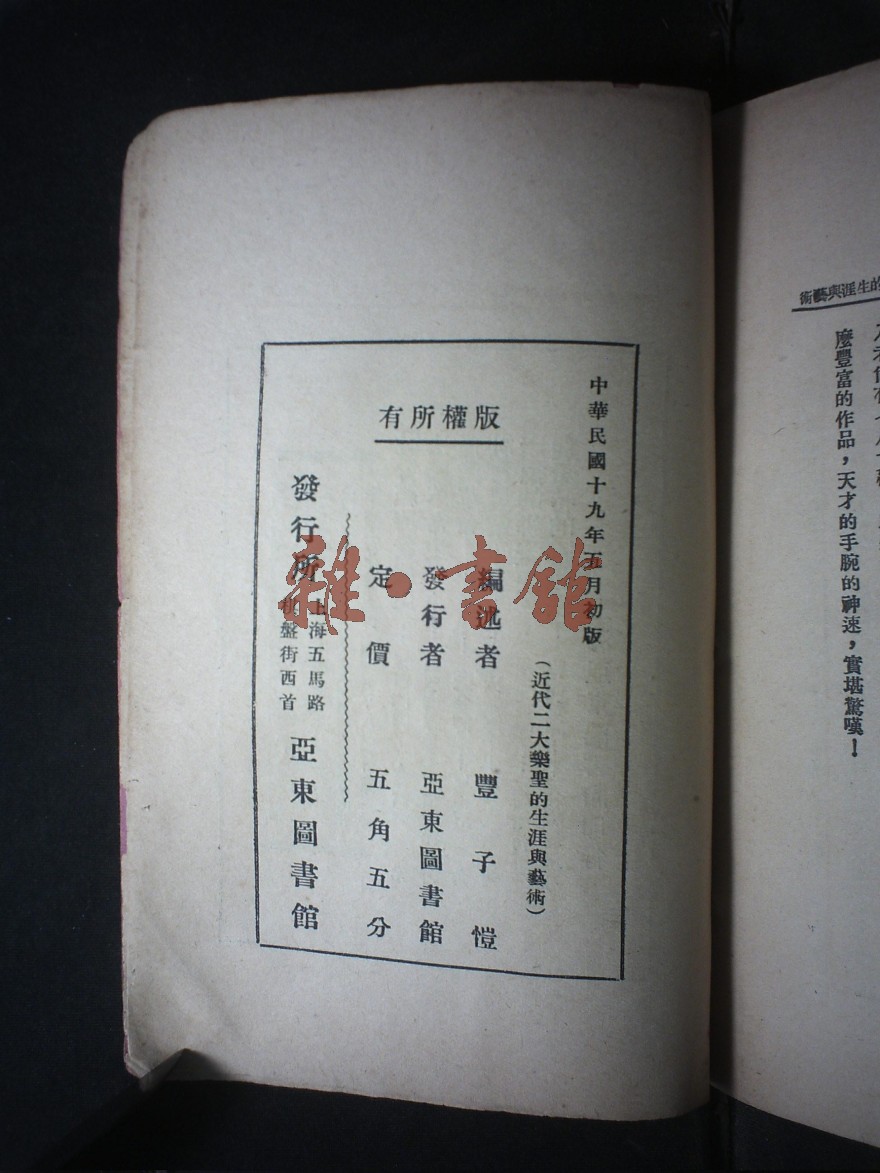 的生涯與藝術
麼豐富的作品，天才的手腕的神速，實堪驚嘆！
中華民國十九年五月初版
（近代二大樂聖的生涯與藝術）
版權所有
編述者 豐子愷
發行者 亞東圖書館
定價 五角五分
發行所 上海五馬路
棋盤街西首 亞東圖書館
雜·書館